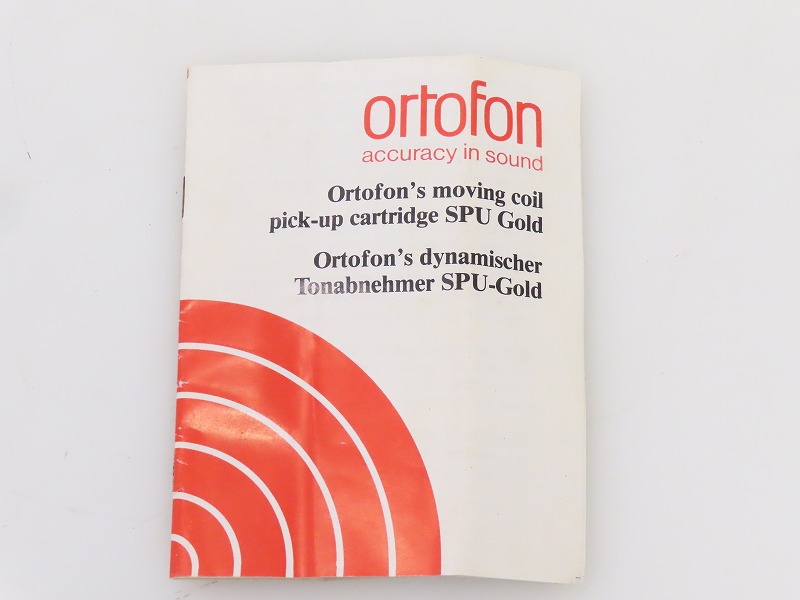 ortofon
accuracy in sound
Ortofon's moving coil
pick-up cartridge SPU Gold
Ortofon's dynamischer
Tonabnehmer SPU-Gold